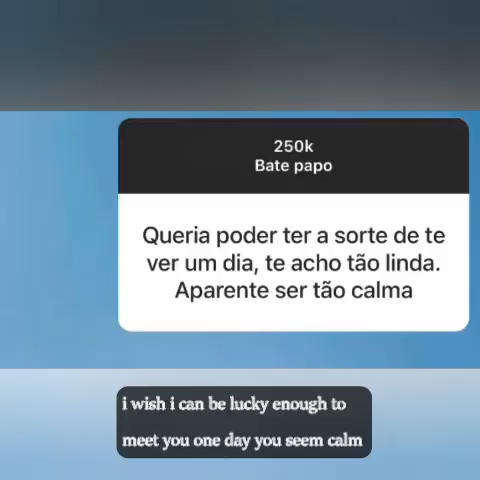 250k
Bate papo
Queria poder ter a sorte de te
ver um dia, te acho tão linda.
Aparente ser tão calma
i wish i can be lucky enough to
meet you one day you seem calm